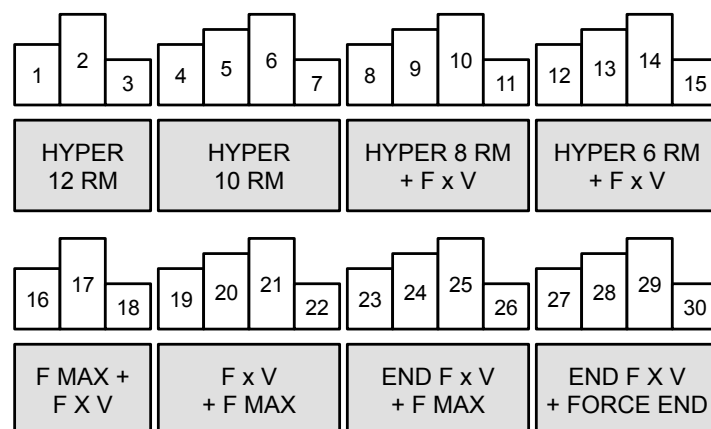 1 2 3 4 5 6 7 8 9 10 11 12 13 14 15
HYPER
12 RM
HYPER
10 RM
HYPER 8 RM
+ F x V
HYPER 6 RM
+ F x V
16 17 18 19 20 21 22 23 24 25 26 27 28 29 30
F MAX +
F X V
F x V
+ F MAX
END F x V
+ F MAX
END F X V
+ FORCE END